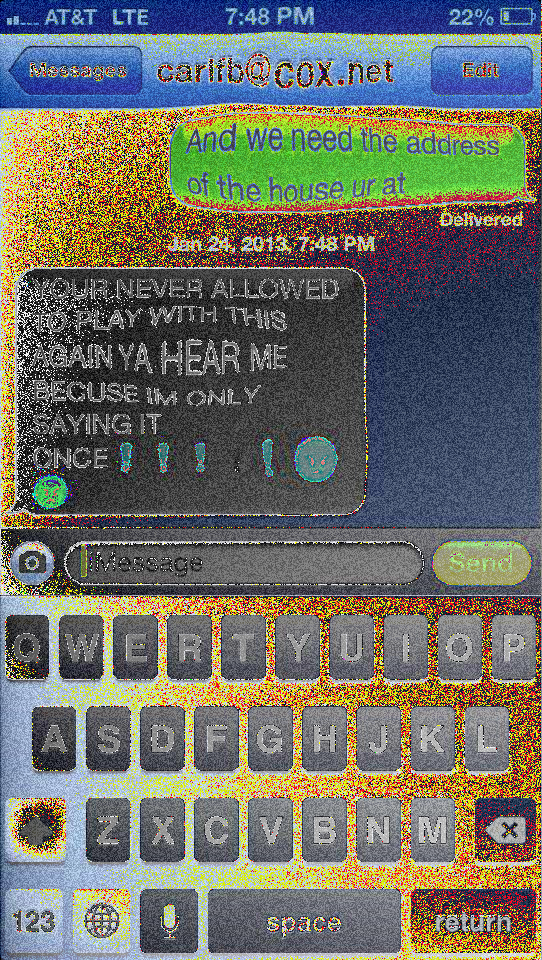 AT&T LTE 7:48 PM 22%
Messages carifb@cox.net Edit
And we need the address
of the house ur at
Delivered
Jan 24, 2013, 7:48 PM
YOUR NEVER ALLOWED
TO PLAY WITH THIS
AGAIN YA HEAR ME
BECUSE IM ONLY
SAYING IT
ONCE❗❗❗❗❗😡
😡
iMessage Send
Q W E R T Y U I O P
A S D F G H J K L
Z X C V B N M
123 space return